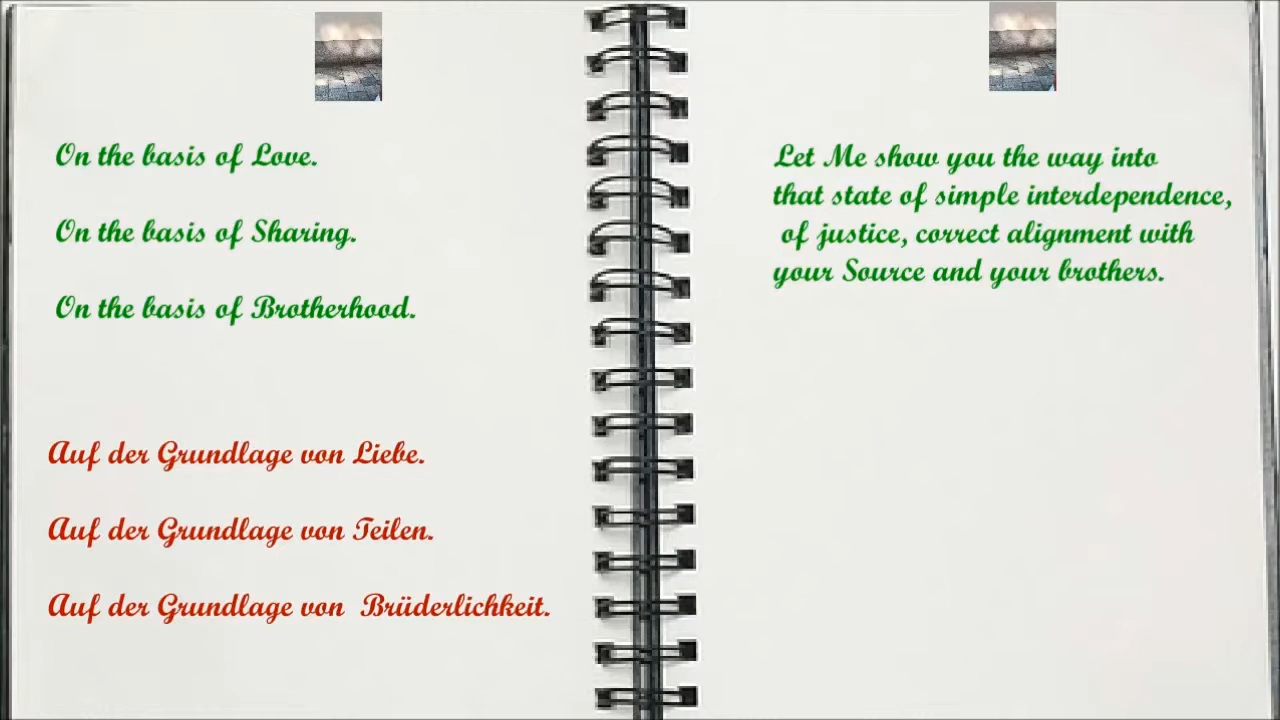 On the basis of Love.
On the basis of Sharing.
On the basis of Brotherhood.
Auf der Grundlage von Liebe.
Auf der Grundlage von Teilen.
Auf der Grundlage von Brüderlichkeit.
Let Me show you the way into
that state of simple interdependence,
of justice, correct alignment with
your Source and your brothers.